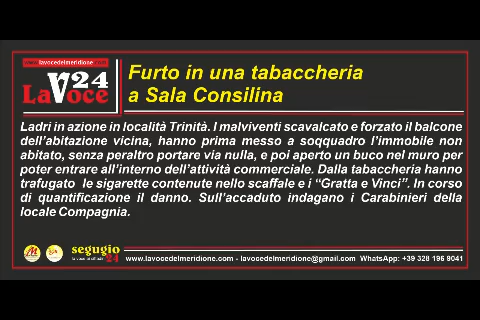 www.lavocedelmeridione.com
LaVoce 24
Furto in una tabaccheria
a Sala Consilina
Ladri in azione in località Trinità. I malviventi scavalcato e forzato il balcone
dell'abitazione vicina, hanno prima messo a soqquadro l'immobile non
abitato, senza peraltro portare via nulla, e poi aperto un buco nel muro per
poter entrare all'interno dell'attività commerciale. Dalla tabaccheria hanno
trafugato le sigarette contenute nello scaffale e i "Gratta e Vinci". In corso
di quantificazione il danno. Sull'accaduto indagano i Carabinieri della
locale Compagnia.
segugio
24
www.lavocedelmeridione.com - lavocedelmeridione@gmail.com WhatsApp: +39 328 196 9041